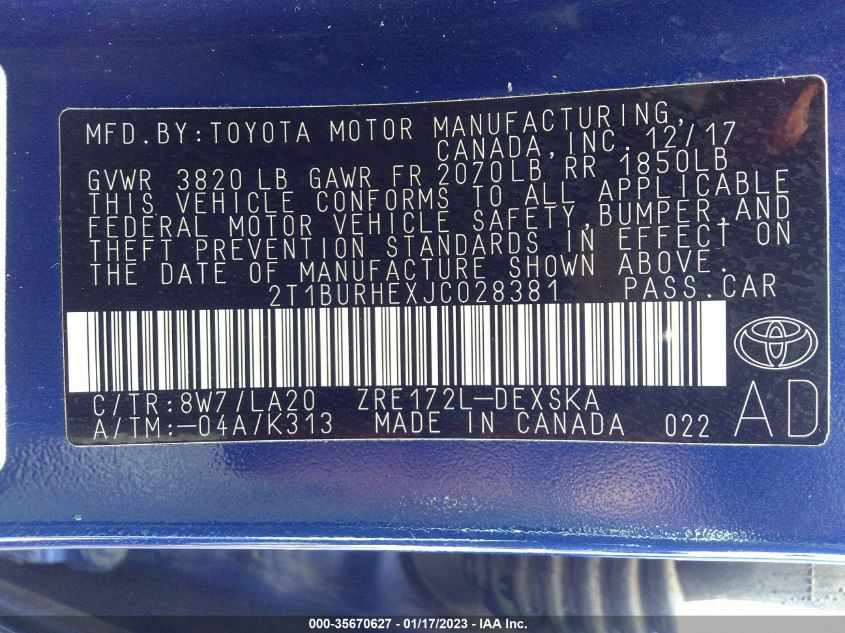 MFD.BY:TOYOTA MOTOR MANUFACTURING,
CANADA,INC. 12/17
GVWR 3820 LB GAWR FR 2070LB RR 1850LB
THIS VEHICLE CONFORMS TO ALL APPLICABLE
FEDERAL MOTOR VEHICLE SAFETY,BUMPER,AND
THEFT PREVENTION STANDARDS IN EFFECT ON
THE DATE OF MANUFACTURE SHOWN ABOVE.
2T1BURHEXJC028381 PASS.CAR
C/TR:8W7/LA20 ZRE172L-DEXSKA
A/TM:-04A/K313 MADE IN CANADA 022
AD
000-35670627 - 01/17/2023 - IAA Inc.